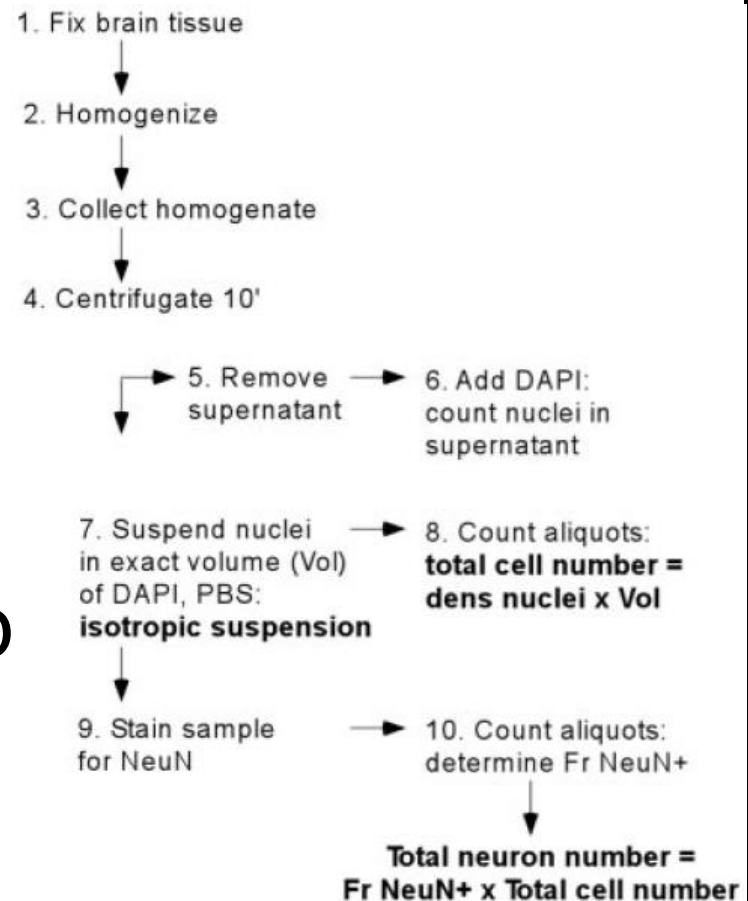 1. Fix brain tissue
2. Homogenize
3. Collect homogenate
4. Centrifugate 10'
5. Remove
supernatant
6. Add DAPI:
count nuclei in
supernatant
7. Suspend nuclei
in exact volume (Vol)
of DAPI, PBS:
isotropic suspension
8. Count aliquots:
total cell number =
dens nuclei x Vol
9. Stain sample
for NeuN
10. Count aliquots:
determine Fr NeuN+
Total neuron number =
Fr NeuN+ x Total cell number